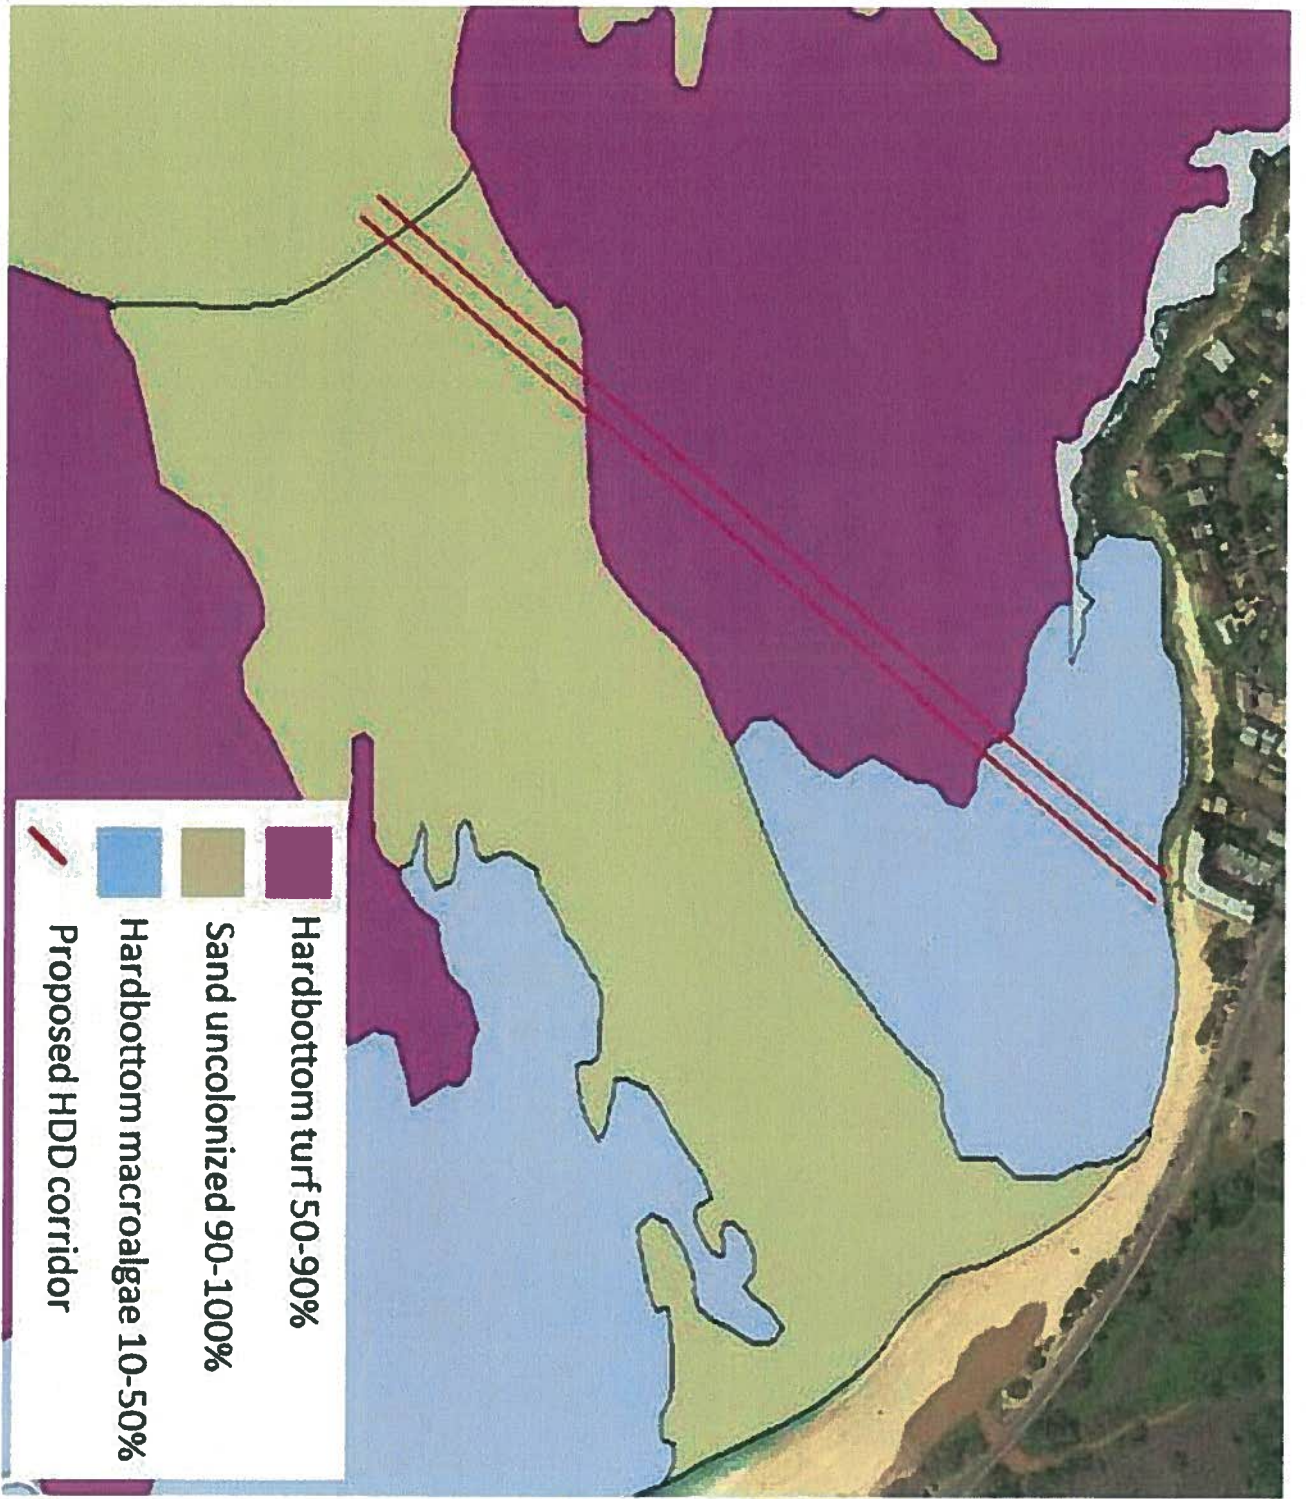 Hardbottom turf 50-90%
Sand uncolonized 90-100%
Hardbottom macroalgae 10-50%
Proposed HDD corridor